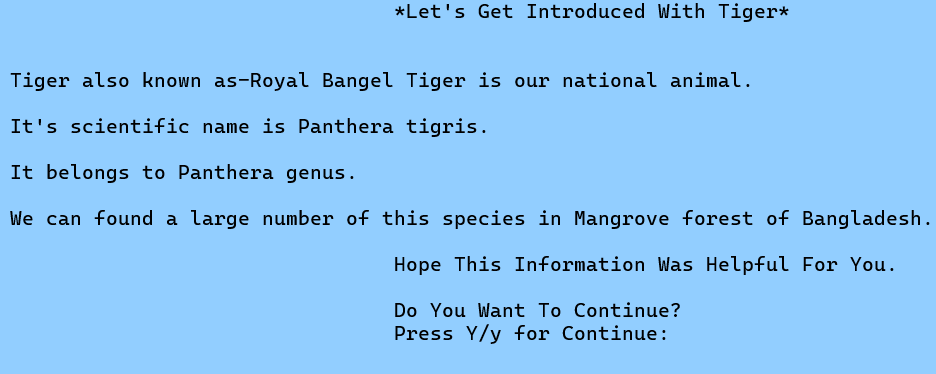 *Let's Get Introduced With Tiger*
Tiger also known as-Royal Bangel Tiger is our national animal.
It's scientific name is Panthera tigris.
It belongs to Panthera genus.
We can found a large number of this species in Mangrove forest of Bangladesh.
Hope This Information Was Helpful For You.
Do You Want To Continue?
Press Y/y for Continue: